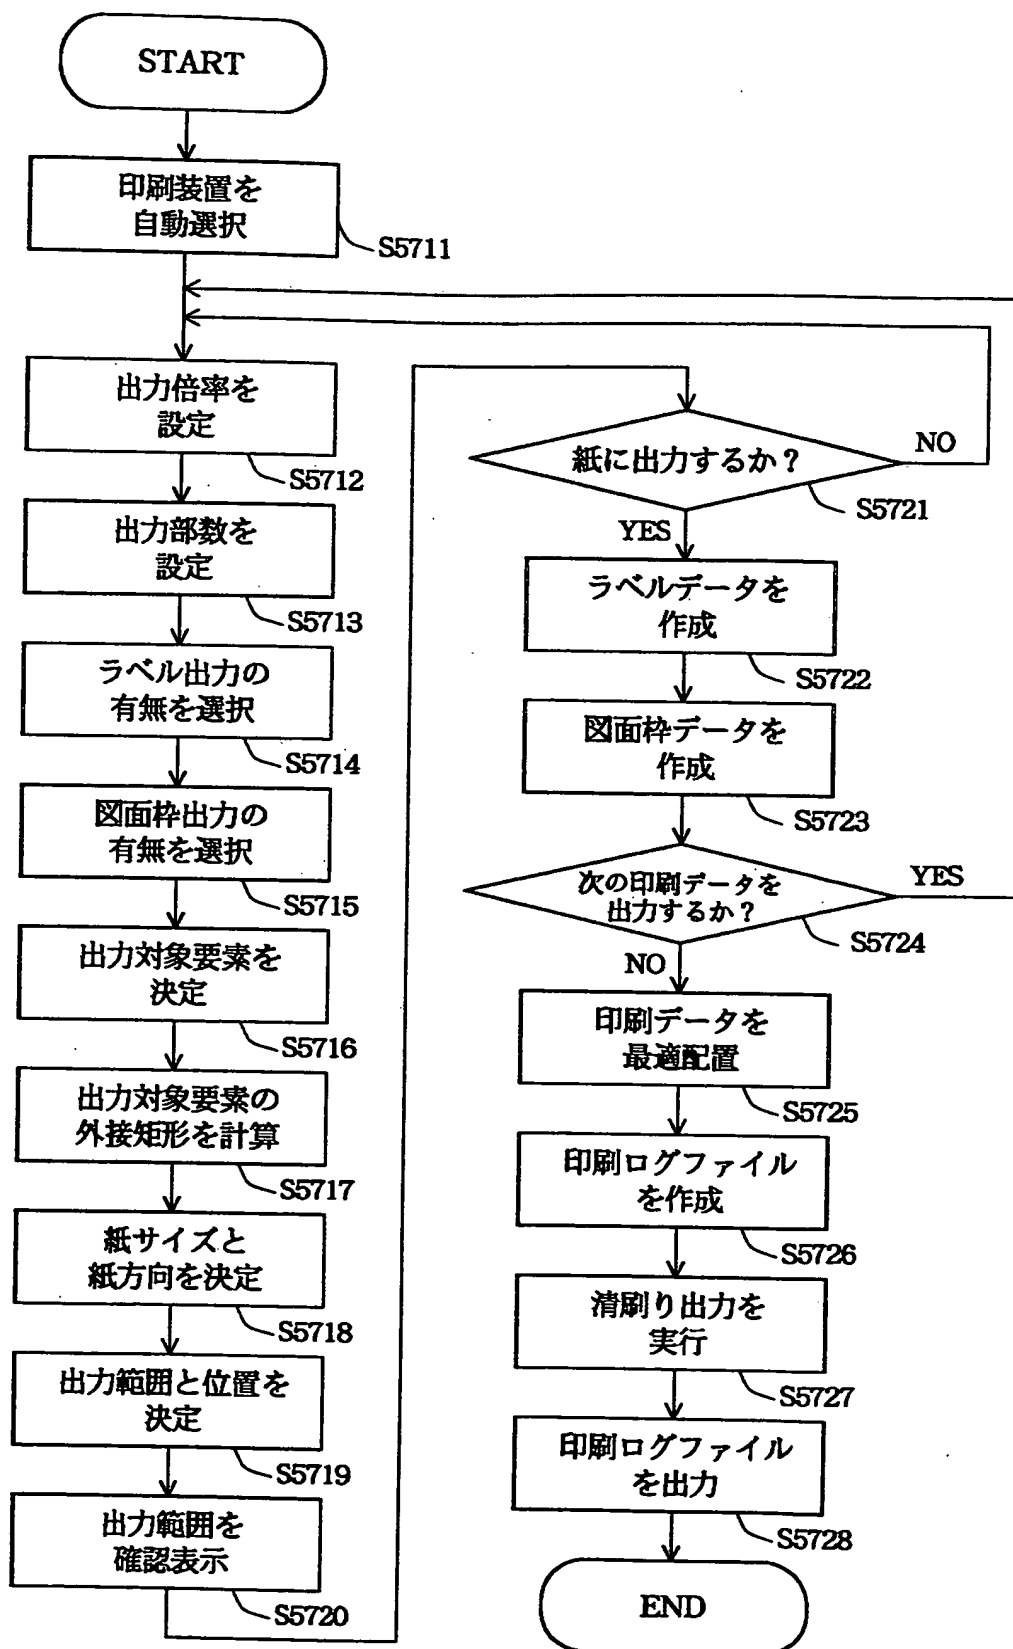 START
印刷装置を
自動選択
S5711
出力倍率を
設定
S5712
出力部数を
設定
S5713
ラベル出力の
有無を選択
S5714
図面枠出力の
有無を選択
S5715
出力対象要素を
決定
S5716
出力対象要素の
外接矩形を計算
S5717
紙サイズと
紙方向を決定
S5718
出力範囲と位置を
決定
S5719
出力範囲を
確認表示
S5720
紙に出力するか?
NO
S5721
YES
ラベルデータを
作成
S5722
図面枠データを
作成
S5723
次の印刷データを
出力するか?
YES
S5724
NO
印刷データを
最適配置
S5725
印刷ログファイル
を作成
S5726
清刷り出力を
実行
S5727
印刷ログファイル
を出力
S5728
END